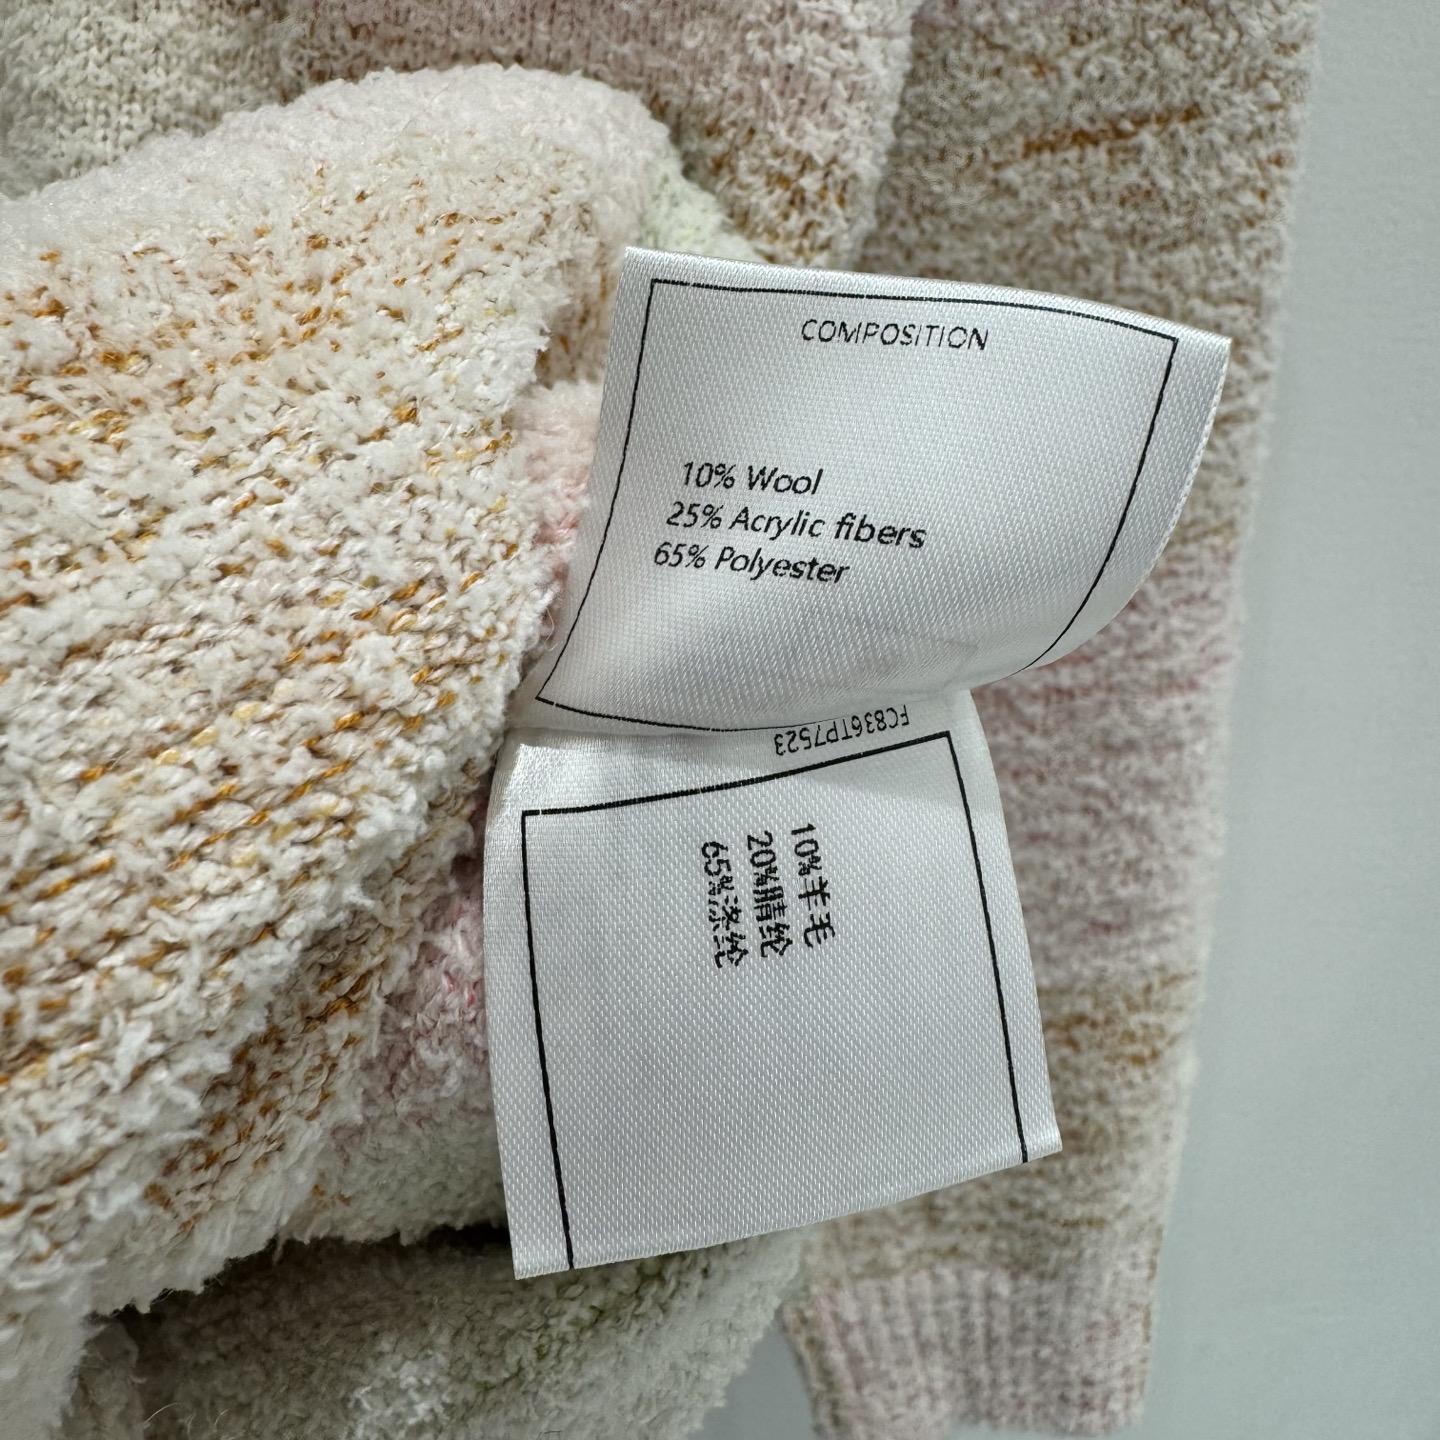 COMPOSITION
10% Wool
25% Acrylic fibers
65% Polyester
FC836TP7523
10%羊毛
20%腈纶
65%涤纶